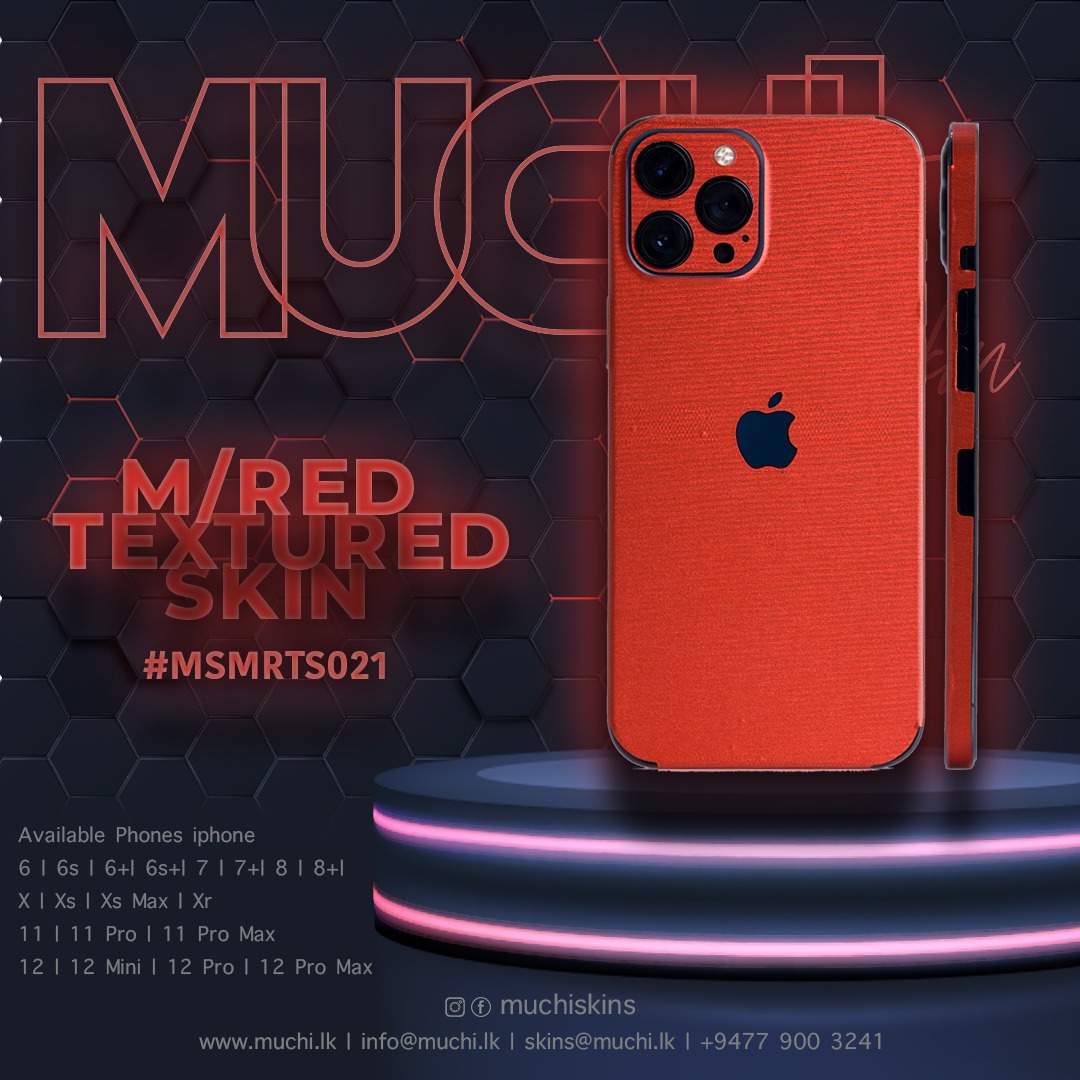 MUCHI
M/RED
TEXTURED
SKIN
#MSMRTS021
Available Phones iphone
6 | 6s | 6+| 6s+| 7 | 7+| 8 | 8+|
X | Xs | Xs Max | Xr
11 | 11 Pro | 11 Pro Max
12 | 12 Mini | 12 Pro | 12 Pro Max
muchiskins
www.muchi.lk | info@muchi.lk | skins@muchi.lk | +9477 900 3241